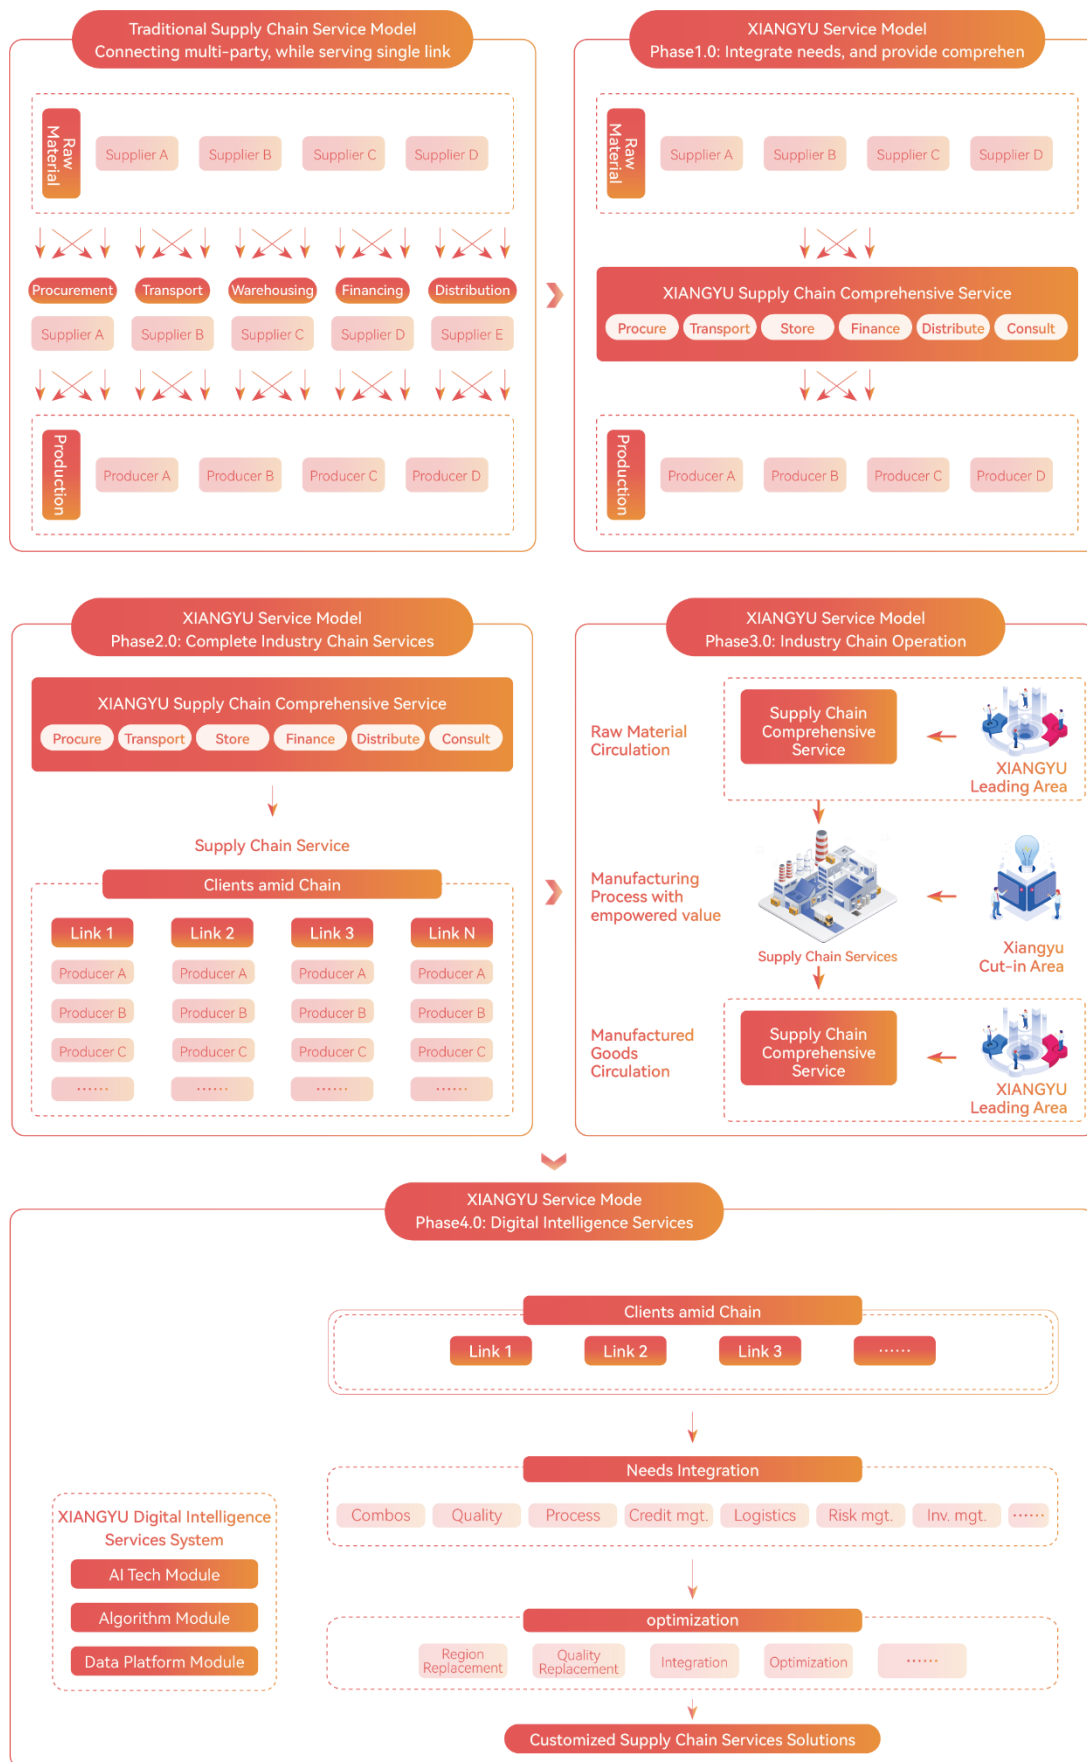 Traditional Supply Chain Service Model
Connecting multi-party, while serving single link
Raw
Material
Supplier A
Supplier B
Supplier C
Supplier D
Procurement
Transport
Warehousing
Financing
Distribution
Supplier A
Supplier B
Supplier C
Supplier D
Supplier E
Production
Producer A
Producer B
Producer C
Producer D
XIANGYU Service Model
Phase1.0: Integrate needs, and provide comprehen
Raw
Material
Supplier A
Supplier B
Supplier C
Supplier D
XIANGYU Supply Chain Comprehensive Service
Procure
Transport
Store
Finance
Distribute
Consult
Production
Producer A
Producer B
Producer C
Producer D
XIANGYU Service Model
Phase2.0: Complete Industry Chain Services
XIANGYU Supply Chain Comprehensive Service
Procure
Transport
Store
Finance
Distribute
Consult
Supply Chain Service
Clients amid Chain
Link 1
Link 2
Link 3
Link N
Producer A
Producer A
Producer A
Producer A
Producer B
Producer B
Producer B
Producer B
Producer C
Producer C
Producer C
Producer C
······
······
······
······
XIANGYU Service Model
Phase3.0: Industry Chain Operation
Raw Material
Circulation
Supply Chain
Comprehensive
Service
XIANGYU
Leading Area
Manufacturing
Process with
empowered value
Supply Chain Services
Xiangyu
Cut-in Area
Manufactured
Goods
Circulation
Supply Chain
Comprehensive
Service
XIANGYU
Leading Area
XIANGYU Service Mode
Phase4.0: Digital Intelligence Services
Clients amid Chain
Link 1
Link 2
Link 3
······
Needs Integration
Combos
Quality
Process
Credit mgt.
Logistics
Risk mgt.
Inv. mgt.
······
XIANGYU Digital Intelligence
Services System
AI Tech Module
Algorithm Module
Data Platform Module
optimization
Region
Replacement
Quality
Replacement
Integration
Optimization
······
Customized Supply Chain Services Solutions